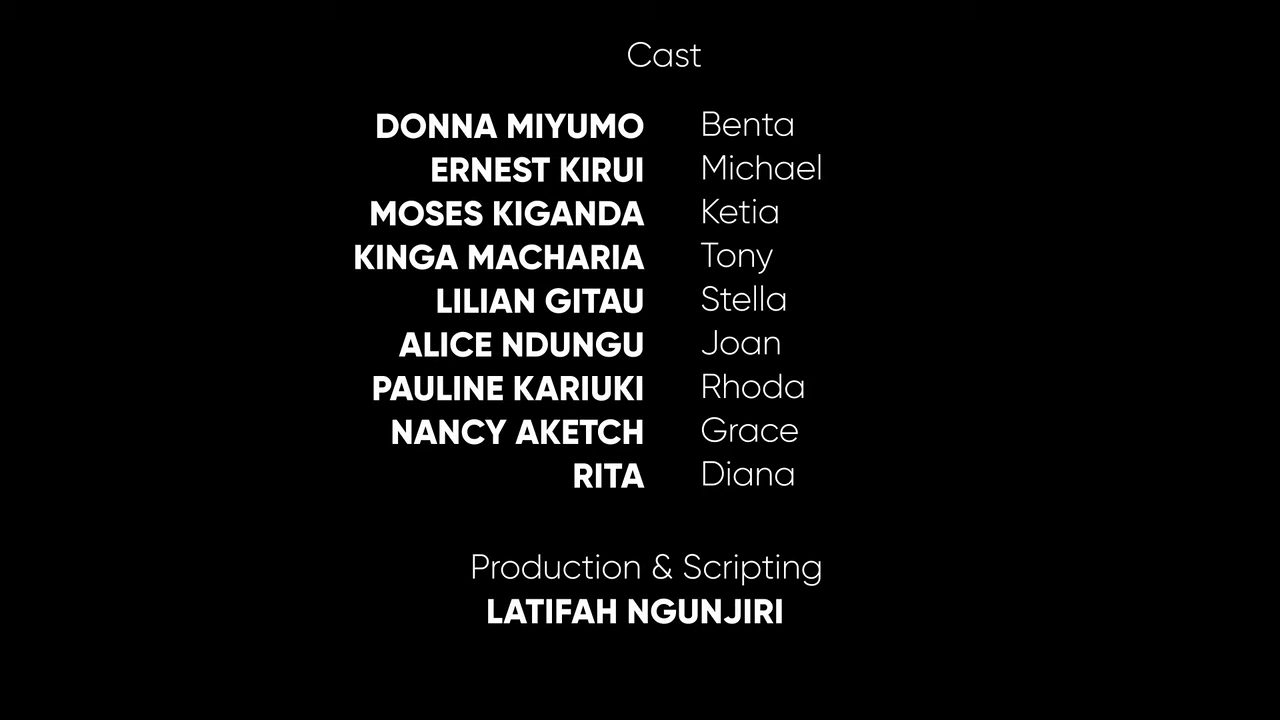 Cast
DONNA MIYUMO Benta
ERNEST KIRUI Michael
MOSES KIGANDA Ketia
KINGA MACHARIA Tony
LILIAN GITAU Stella
ALICE NDUNGU Joan
PAULINE KARIUKI Rhoda
NANCY AKETCH Grace
RITA Diana
Production & Scripting
LATIFAH NGUNJIRI